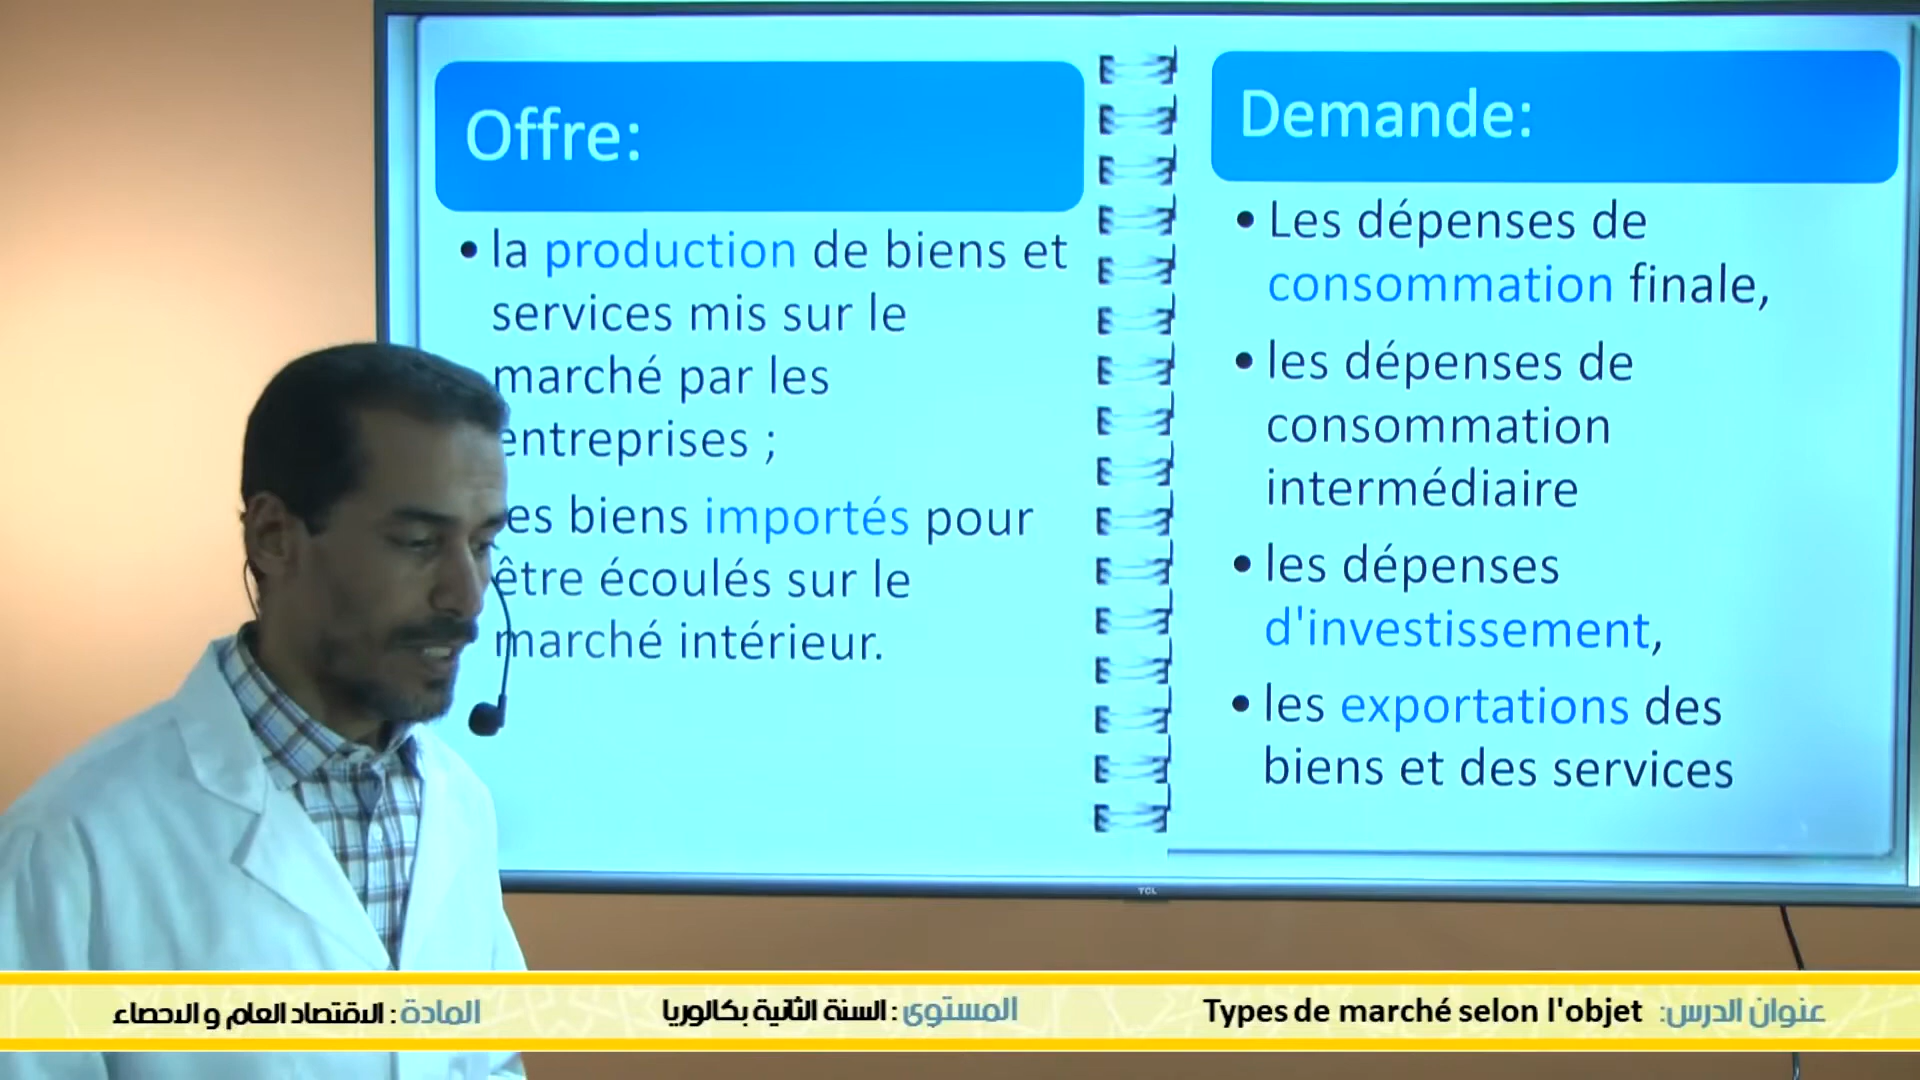 Offre:
• la production de biens et
services mis sur le
marché par les
entreprises ;
es biens importés pour
être écoulés sur le
marché intérieur.
Demande:
• Les dépenses de
consommation finale,
• les dépenses de
consommation
intermédiaire
• les dépenses
d'investissement,
• les exportations des
biens et des services
TCL
عنوان الدرس: Types de marché selon l'objet
المستوى : السنة الثانية بكالوريا
المادة : الاقتصاد العام و الاحصاء